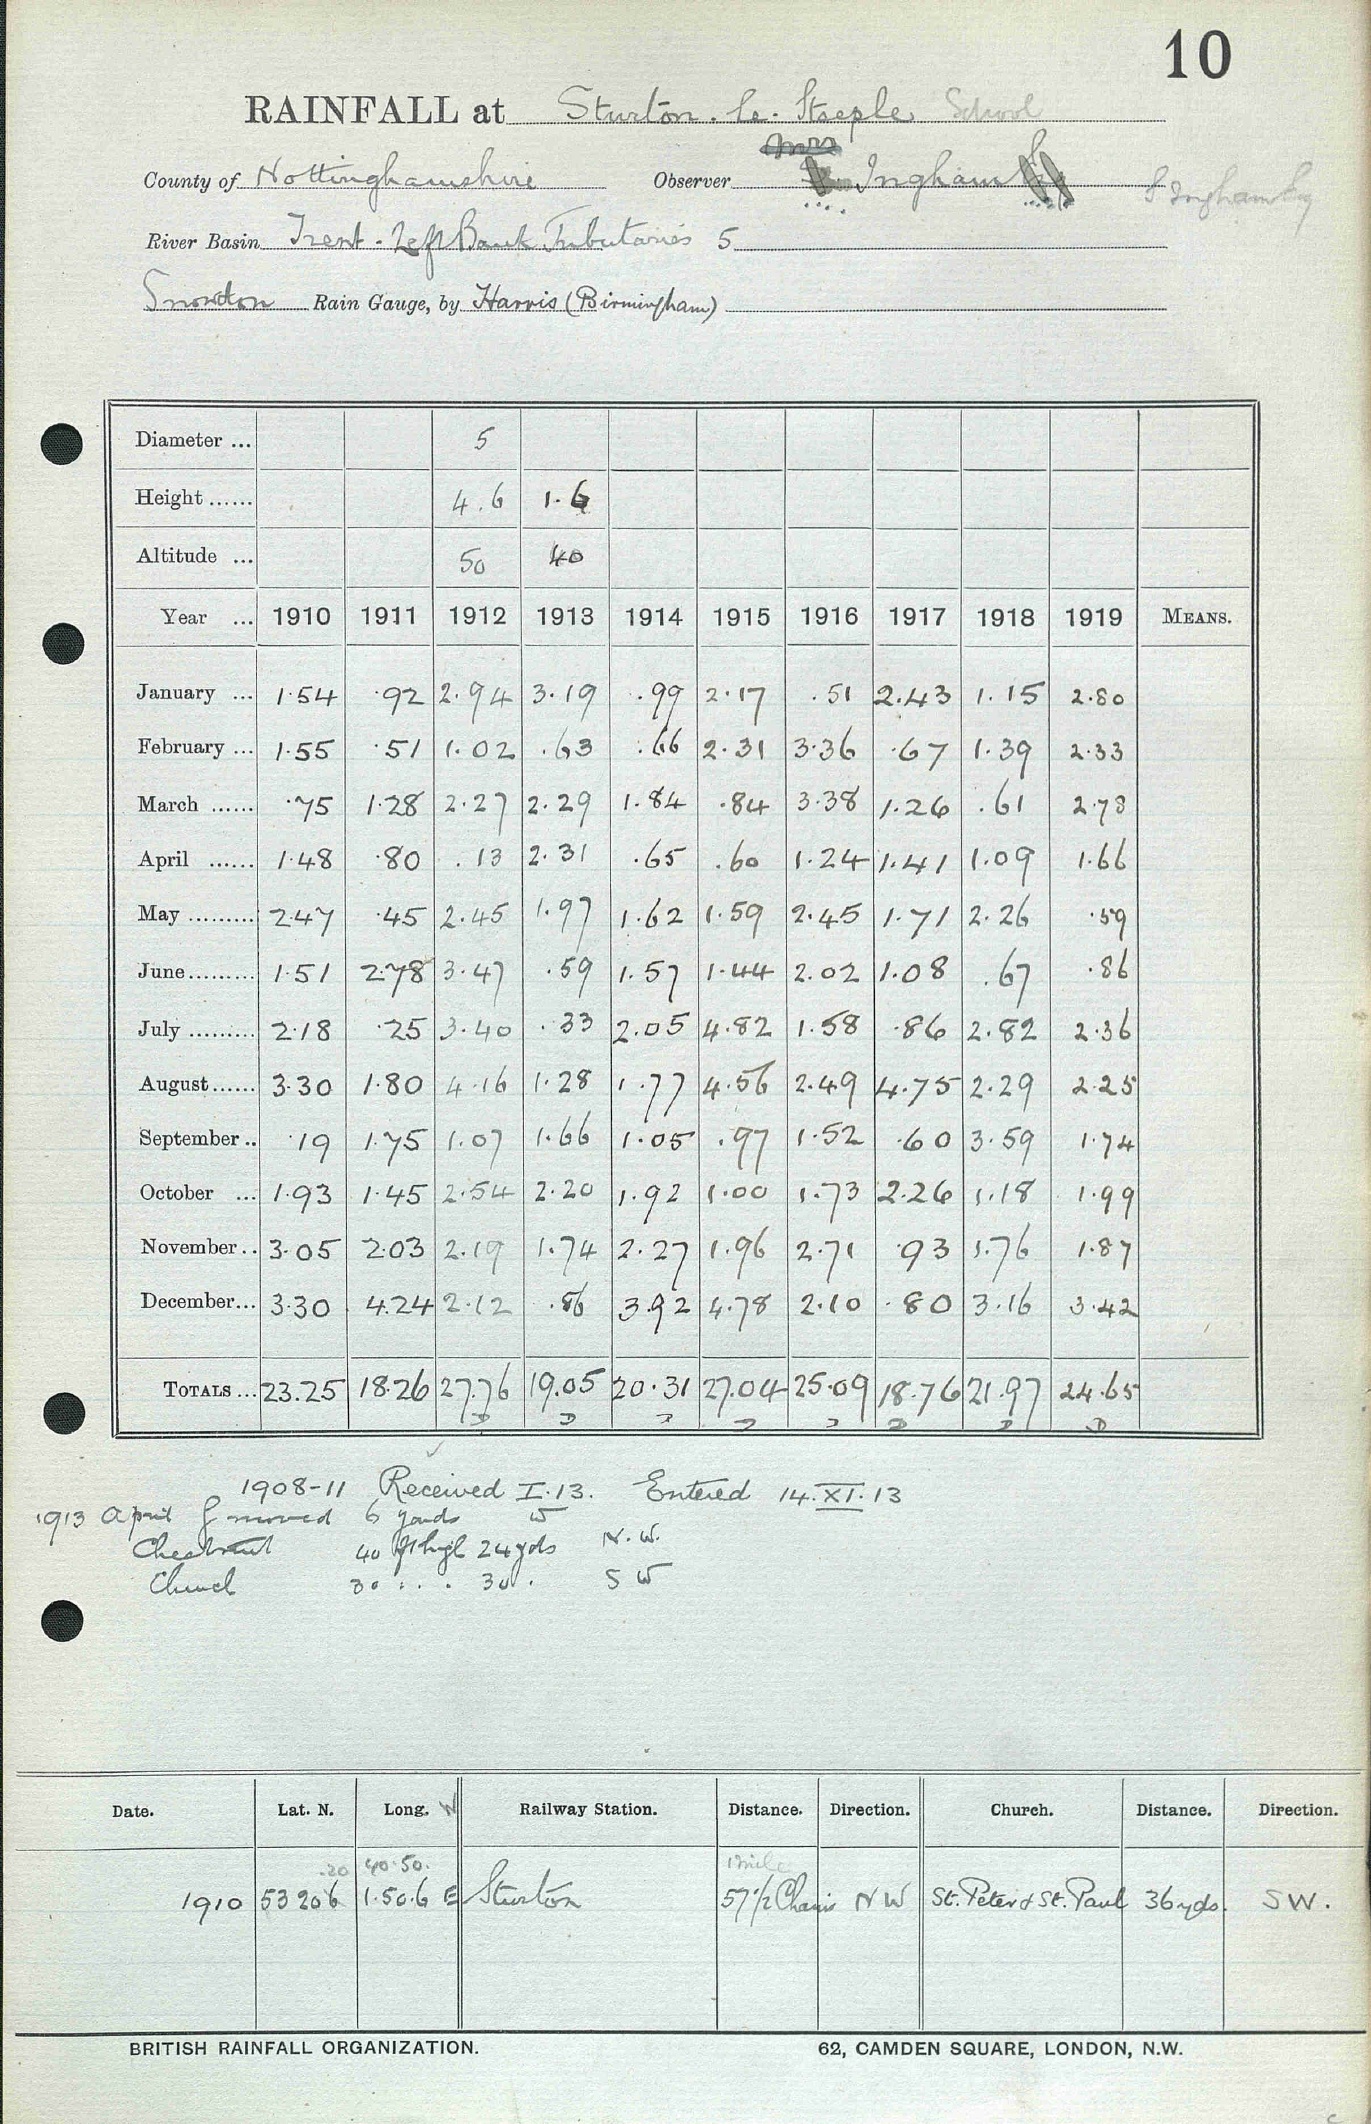 10
RAINFALL at Sturton. le. Steeple School
Mrs
County of Nottinghamshire Observer Ingham S Ingham Esq
River Basin Trent - Left Bank Tributaries 5
Snowdon Rain Gauge, by Harris (Birmingham)
Diameter ... 5
Height ...... 4.6 1.6
Altitude ... 50 40
Year ... 1910 1911 1912 1913 1914 1915 1916 1917 1918 1919 MEANS.
January ... 1.54 .92 2.94 3.19 .99 2.17 .51 2.43 1.15 2.80
February ... 1.55 .51 1.02 .63 .66 2.31 3.36 .67 1.39 2.33
March ...... .75 1.28 2.27 2.29 1.84 .84 3.38 1.26 .61 2.78
April ...... 1.48 .80 .13 2.31 .65 .60 1.24 1.41 1.09 1.66
May ......... 2.47 .45 2.45 1.97 1.62 1.59 2.45 1.71 2.26 .59
June ......... 1.51 2.78 3.47 .59 1.57 1.44 2.02 1.08 .67 .86
July ......... 2.18 .25 3.40 .33 2.05 4.82 1.58 .86 2.82 2.36
August ...... 3.30 1.80 4.16 1.28 1.77 4.56 2.49 4.75 2.29 2.25
September .. .19 1.75 1.07 1.66 1.05 .97 1.52 .60 3.59 1.74
October ... 1.93 1.45 2.54 2.20 1.92 1.00 1.73 2.26 1.18 1.99
November .. 3.05 2.03 2.19 1.74 2.27 1.96 2.71 .93 1.76 1.87
December ... 3.30 4.24 2.12 .86 3.92 4.78 2.10 .80 3.16 3.42
TOTALS ... 23.25 18.26 27.76 19.05 20.31 27.04 25.09 18.76 21.97 24.65
D D D D D D D D
1908-11 Received I.13. Entered 14.XI.13
1913 April G moved 6 yards W
Chestnut 40 ft high 24 yds N.W.
Church 30 " " 30 " S W
Date. Lat. N. Long. W Railway Station. Distance. Direction. Church. Distance. Direction.
.20 40.50. 1 mile
1910 53 20 6 1.50.6 E Sturton 57 1/2 Chains N W St. Peter & St. Paul 36 yds. S W.
BRITISH RAINFALL ORGANIZATION. 62, CAMDEN SQUARE, LONDON, N.W.